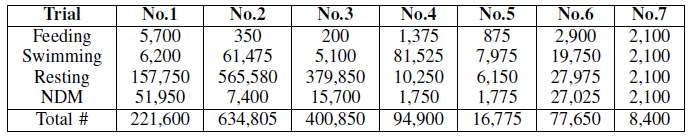 Trial No.1 No.2 No.3 No.4 No.5 No.6 No.7
Feeding 5,700 350 200 1,375 875 2,900 2,100
Swimming 6,200 61,475 5,100 81,525 7,975 19,750 2,100
Resting 157,750 565,580 379,850 10,250 6,150 27,975 2,100
NDM 51,950 7,400 15,700 1,750 1,775 27,025 2,100
Total # 221,600 634,805 400,850 94,900 16,775 77,650 8,400